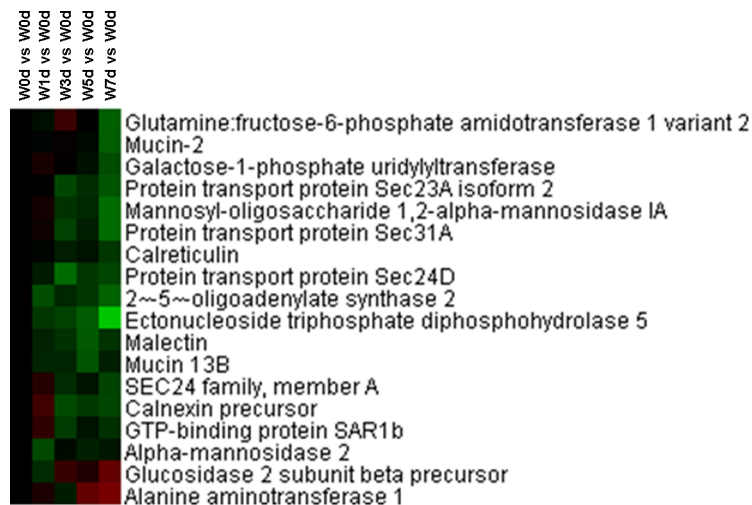 W0d vs W0d
W1d vs W0d
W3d vs W0d
W5d vs W0d
W7d vs W0d
Glutamine:fructose-6-phosphate amidotransferase 1 variant 2
Mucin-2
Galactose-1-phosphate uridylyltransferase
Protein transport protein Sec23A isoform 2
Mannosyl-oligosaccharide 1,2-alpha-mannosidase IA
Protein transport protein Sec31A
Calreticulin
Protein transport protein Sec24D
2~5~oligoadenylate synthase 2
Ectonucleoside triphosphate diphosphohydrolase 5
Malectin
Mucin 13B
SEC24 family, member A
Calnexin precursor
GTP-binding protein SAR1b
Alpha-mannosidase 2
Glucosidase 2 subunit beta precursor
Alanine aminotransferase 1